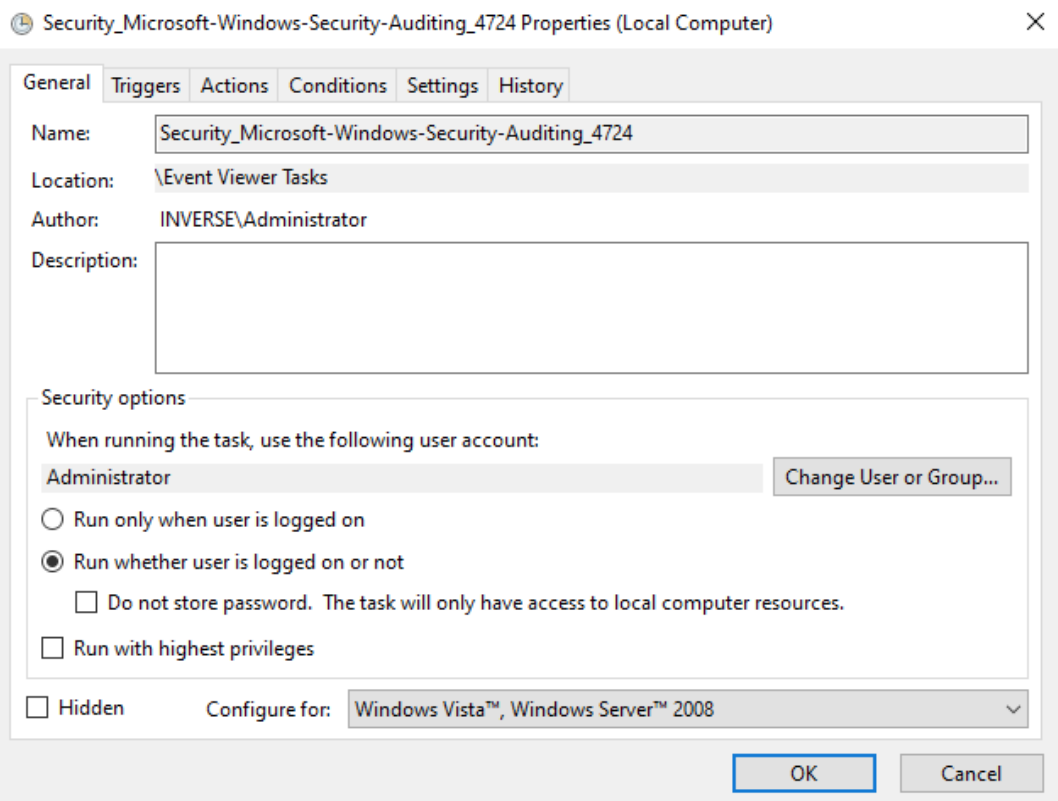 Security_Microsoft-Windows-Security-Auditing_4724 Properties (Local Computer)
General Triggers Actions Conditions Settings History
Name: Security_Microsoft-Windows-Security-Auditing_4724
Location: \Event Viewer Tasks
Author: INVERSE\Administrator
Description:
Security options
When running the task, use the following user account:
Administrator Change User or Group...
Run only when user is logged on
Run whether user is logged on or not
Do not store password. The task will only have access to local computer resources.
Run with highest privileges
Hidden Configure for: Windows Vista™, Windows Server™ 2008
OK Cancel